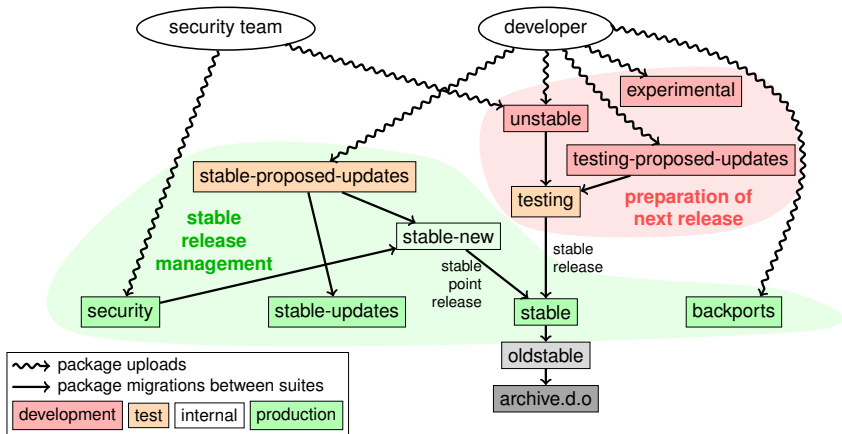 security team
developer
experimental
unstable
testing-proposed-updates
stable-proposed-updates
testing
preparation of
next release
stable
release
management
stable-new
stable
release
stable
point
release
security
stable-updates
stable
backports
oldstable
archive.d.o
package uploads
package migrations between suites
development
test
internal
production